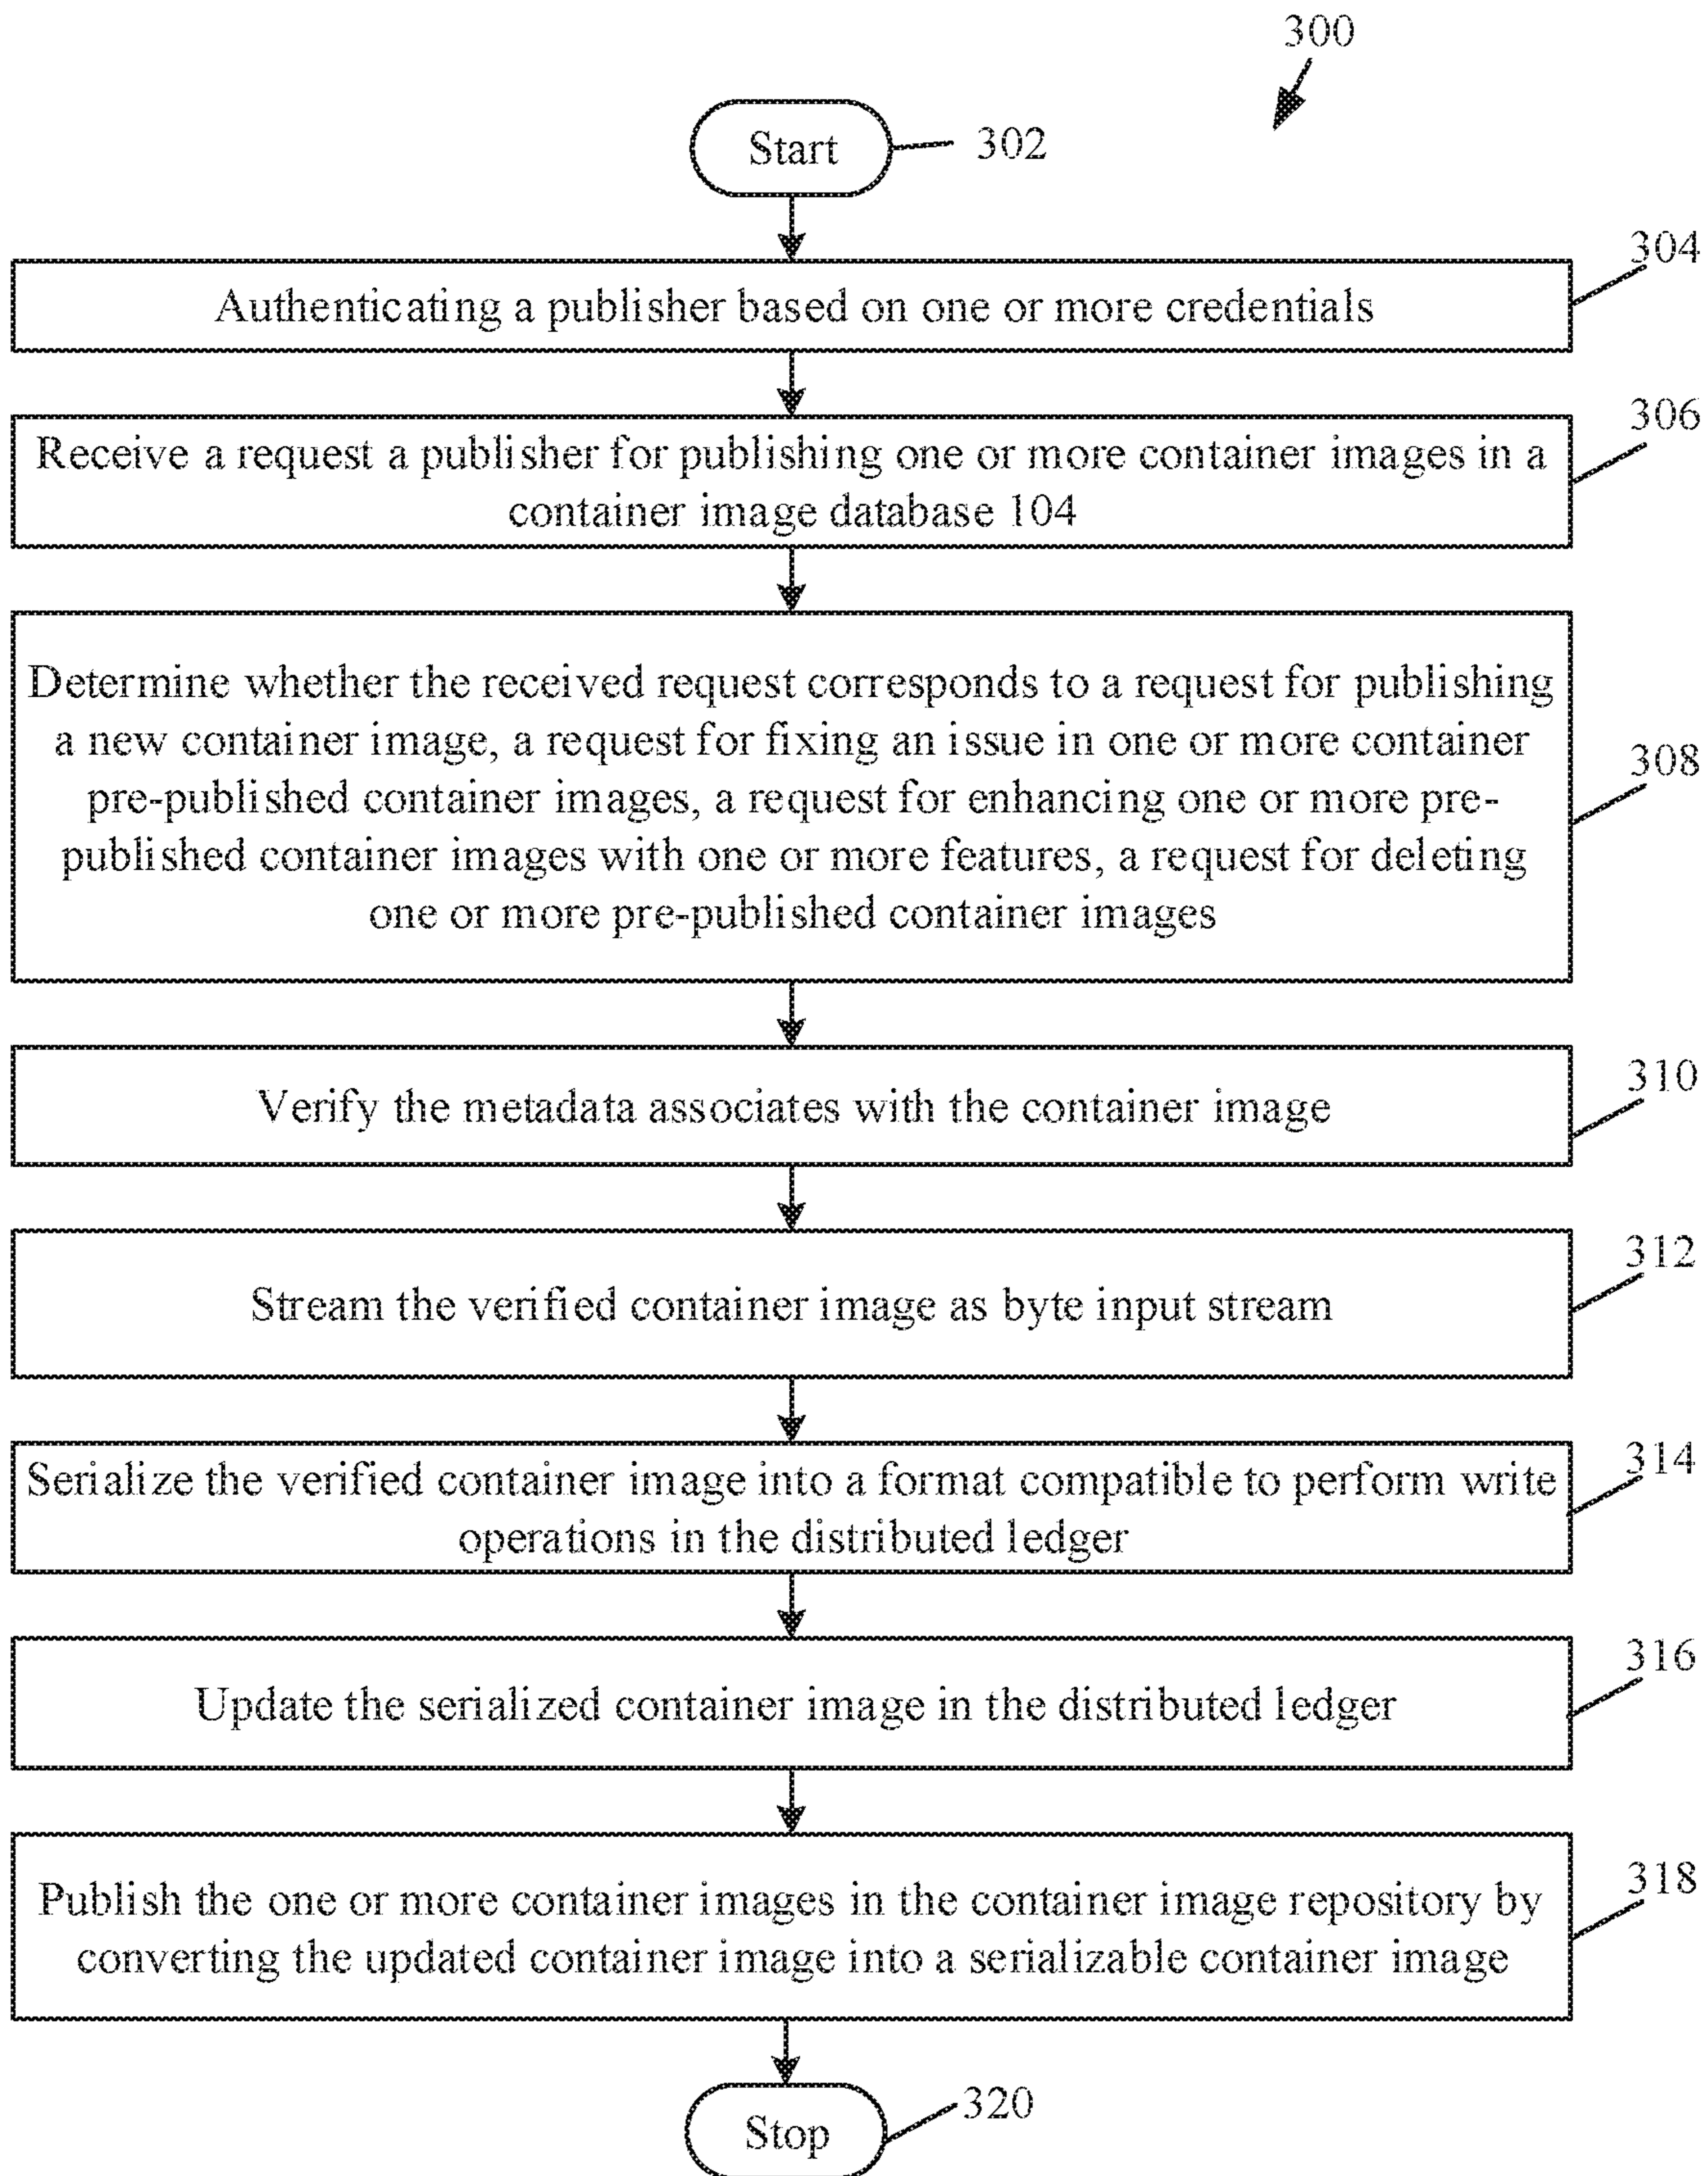 300
Start
302
304
Authenticating a publisher based on one or more credentials
306
Receive a request a publisher for publishing one or more container images in a
container image database 104
Determine whether the received request corresponds to a request for publishing
a new container image, a request for fixing an issue in one or more container
pre-published container images, a request for enhancing one or more pre-
published container images with one or more features, a request for deleting
one or more pre-published container images
308
310
Verify the metadata associates with the container image
312
Stream the verified container image as byte input stream
314
Serialize the verified container image into a format compatible to perform write
operations in the distributed ledger
316
Update the serialized container image in the distributed ledger
318
Publish the one or more container images in the container image repository by
converting the updated container image into a serializable container image
320
Stop